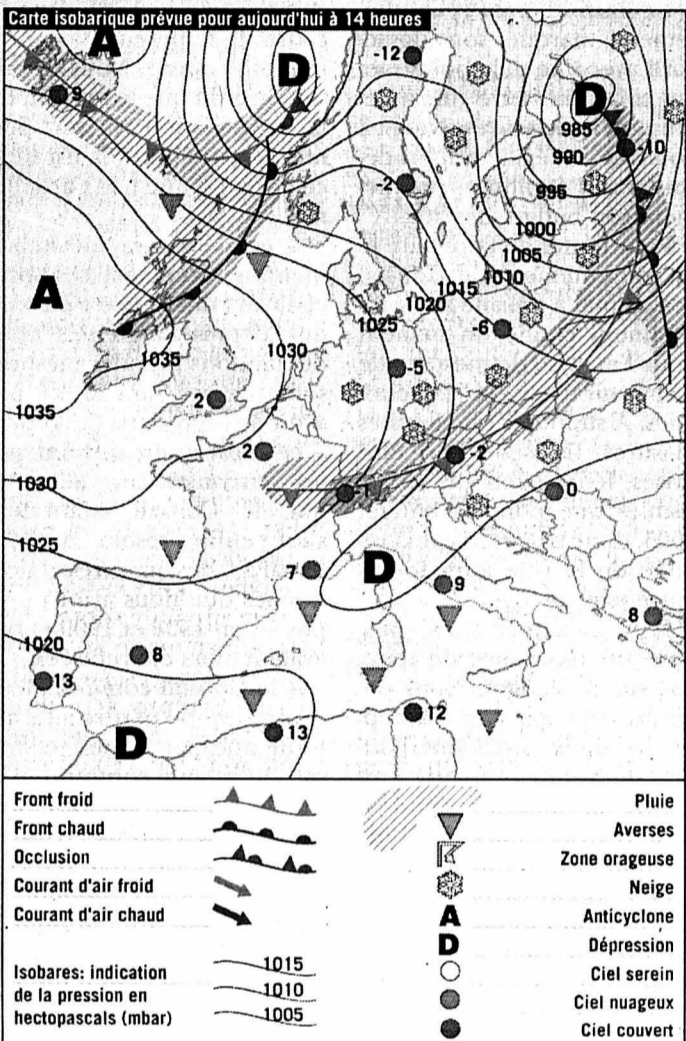 Carte isobarique prévue pour aujourd'hui à 14 heures
A
D
-12
9
D
985
-10
990
-2
995
1000
1005
1010
A
1015
1020
1025
-6
1035
1030
-5
1035
2
2
-2
1030
-1
0
1025
7
D
9
8
1020
8
13
12
13
D
Front froid
Front chaud
Occlusion
Courant d'air froid
Courant d'air chaud
Isobares: indication
de la pression en
hectopascals (mbar)
1015
1010
1005
Pluie
Averses
Zone orageuse
Neige
A Anticyclone
D Dépression
Ciel serein
Ciel nuageux
Ciel couvert